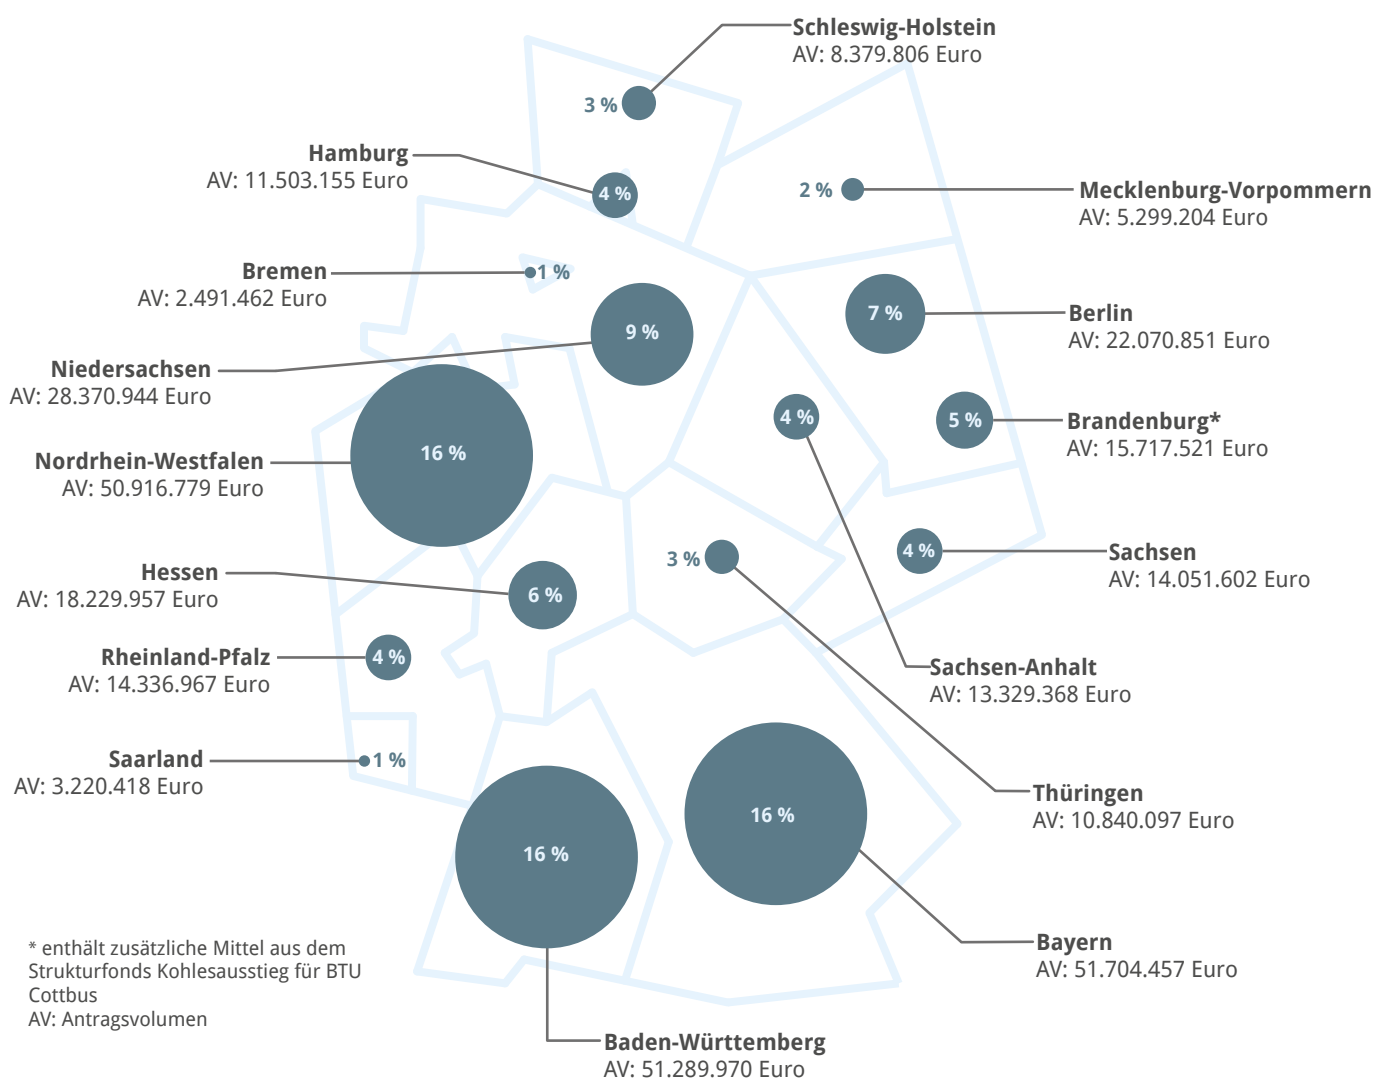 Schleswig-Holstein
AV: 8.379.806 Euro
3 %
Hamburg
AV: 11.503.155 Euro
4 %
2 %
Mecklenburg-Vorpommern
AV: 5.299.204 Euro
Bremen
AV: 2.491.462 Euro
1 %
7 %
Berlin
AV: 22.070.851 Euro
9 %
Niedersachsen
AV: 28.370.944 Euro
4 %
5 %
Brandenburg*
AV: 15.717.521 Euro
Nordrhein-Westfalen
AV: 50.916.779 Euro
16 %
3 %
4 %
Sachsen
AV: 14.051.602 Euro
Hessen
AV: 18.229.957 Euro
6 %
Rheinland-Pfalz
AV: 14.336.967 Euro
4 %
Sachsen-Anhalt
AV: 13.329.368 Euro
Saarland
AV: 3.220.418 Euro
1 %
Thüringen
AV: 10.840.097 Euro
16 %
16 %
Bayern
AV: 51.704.457 Euro
* enthält zusätzliche Mittel aus dem
Strukturfonds Kohlesausstieg für BTU
Cottbus
AV: Antragsvolumen
Baden-Württemberg
AV: 51.289.970 Euro